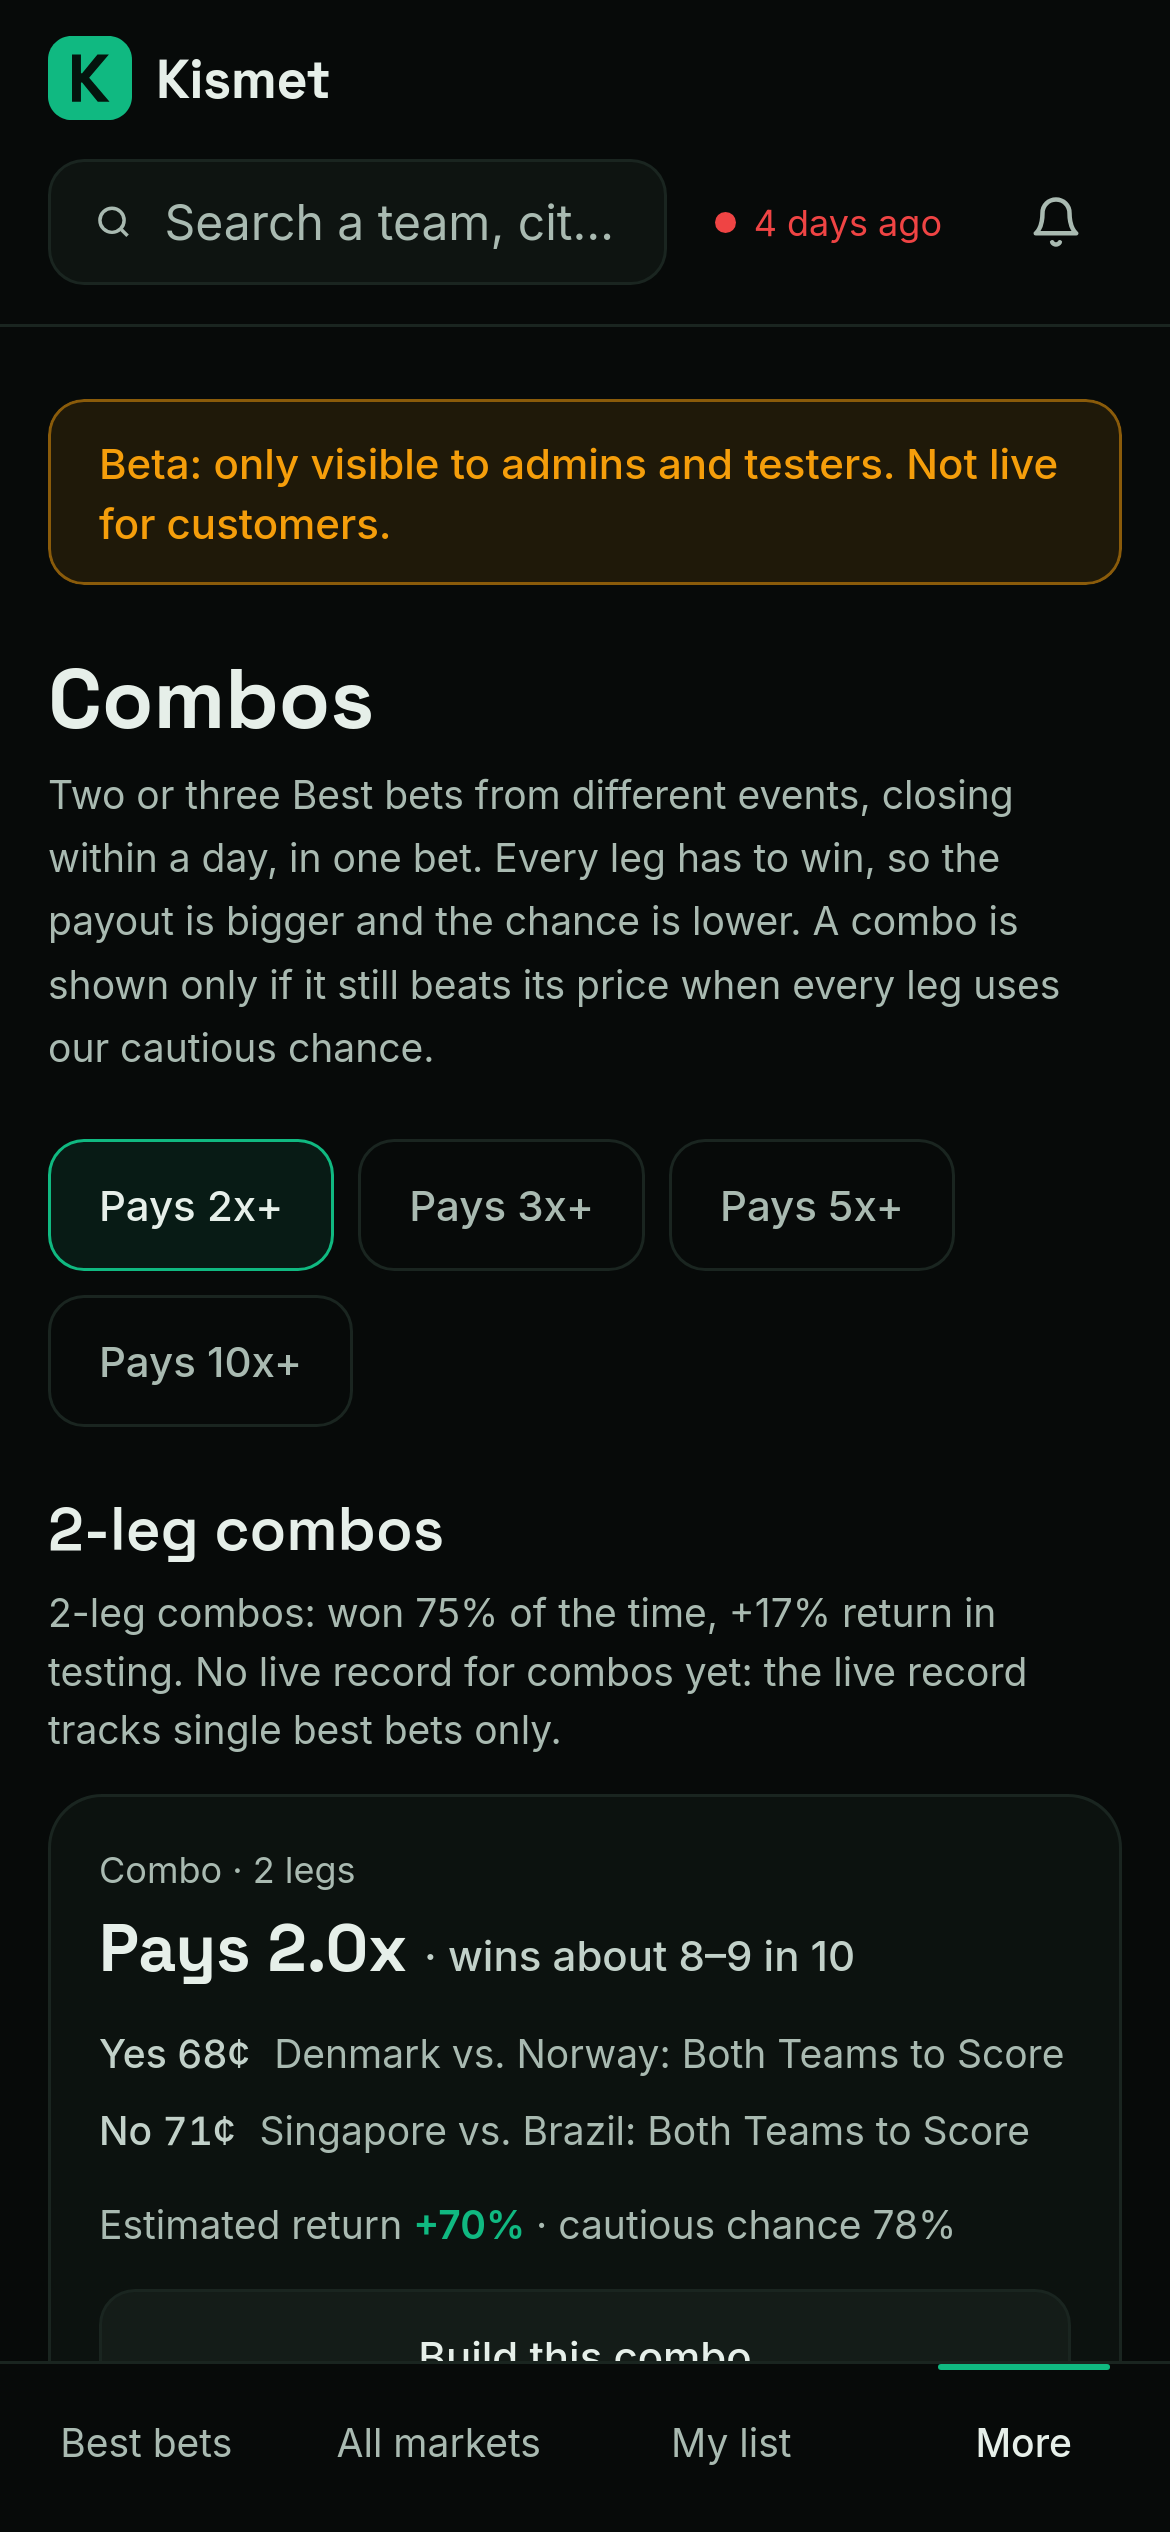 K Kismet
Search a team, cit...
4 days ago
Beta: only visible to admins and testers. Not live
for customers.
Combos
Two or three Best bets from different events, closing
within a day, in one bet. Every leg has to win, so the
payout is bigger and the chance is lower. A combo is
shown only if it still beats its price when every leg uses
our cautious chance.
Pays 2x+
Pays 3x+
Pays 5x+
Pays 10x+
2-leg combos
2-leg combos: won 75% of the time, +17% return in
testing. No live record for combos yet: the live record
tracks single best bets only.
Combo · 2 legs
Pays 2.0x · wins about 8–9 in 10
Yes 68¢ Denmark vs. Norway: Both Teams to Score
No 71¢ Singapore vs. Brazil: Both Teams to Score
Estimated return +70% · cautious chance 78%
Build this combo
Best bets
All markets
My list
More